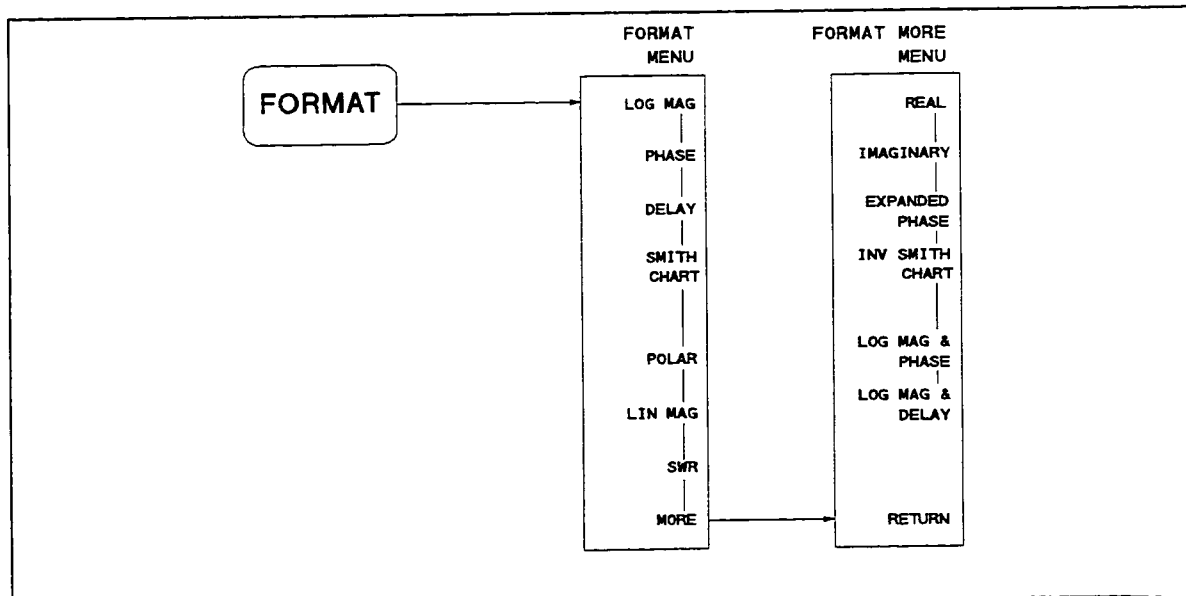 FORMAT
FORMAT
MENU
LOG MAG
PHASE
DELAY
SMITH
CHART
POLAR
LIN MAG
SWR
MORE
FORMAT MORE
MENU
REAL
IMAGINARY
EXPANDED
PHASE
INV SMITH
CHART
LOG MAG &
PHASE
LOG MAG &
DELAY
RETURN